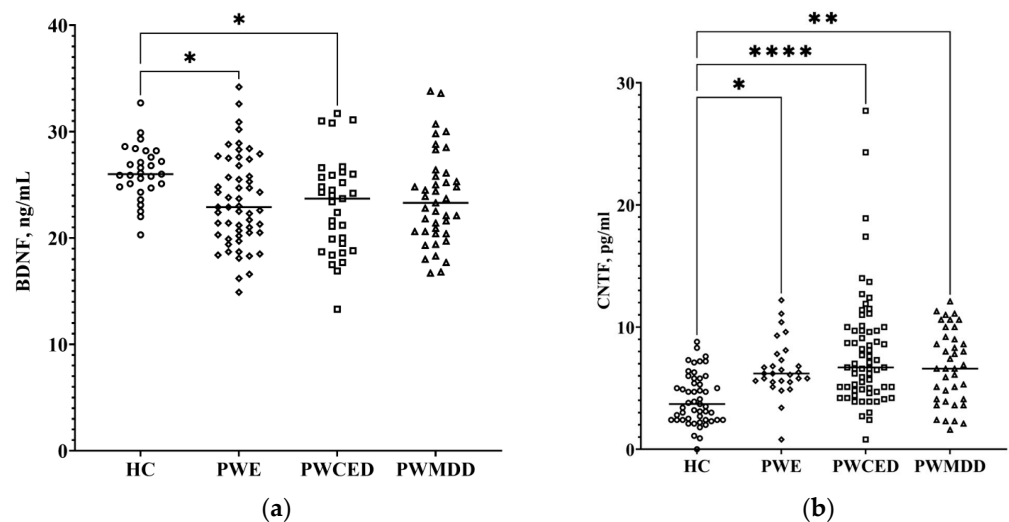 BDNF, ng/mL
40
30
20
10
0
*
*
HC PWE PWCED PWMDD
(a)
CNTF, pg/ml
30
20
10
0
**
****
*
HC PWE PWCED PWMDD
(b)